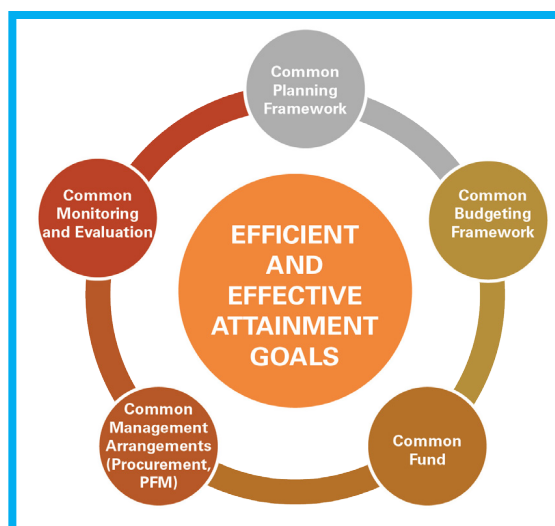 Common
Planning
Framework
Common
Monitoring
and Evaluation
Common
Budgeting
Framework
EFFICIENT
AND
EFFECTIVE
ATTAINMENT
GOALS
Common
Management
Arrangements
(Procurement,
PFM)
Common
Fund